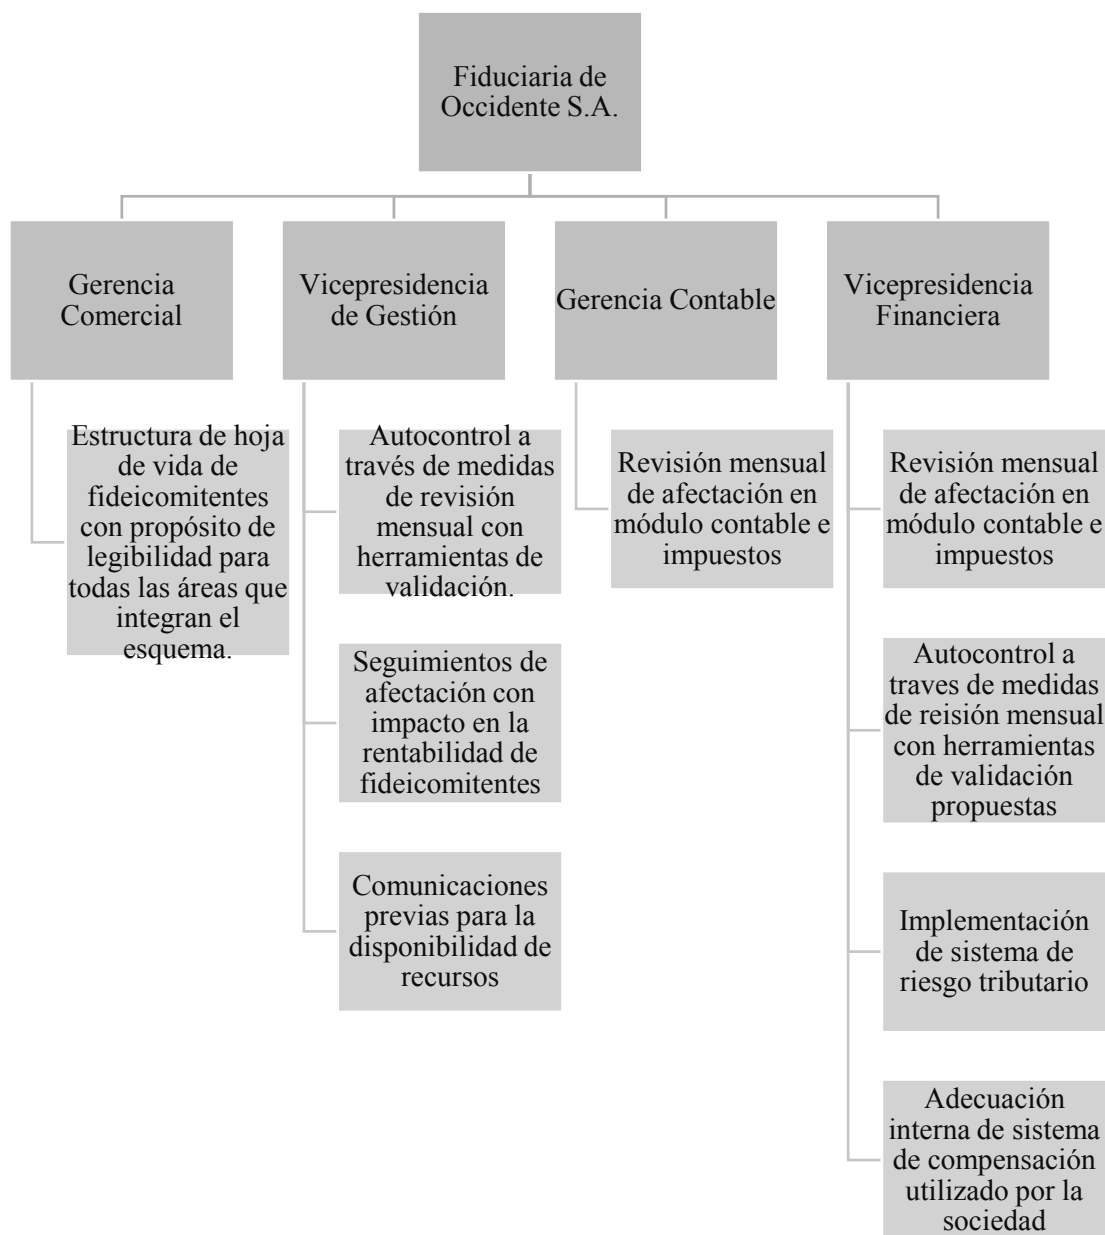 Fiduciaria de
Occidente S.A.
Gerencia
Comercial
Vicepresidencia
de Gestión
Gerencia Contable
Vicepresidencia
Financiera
Estructura de hoja
de vida de
fideicomitentes
con propósito de
legibilidad para
todas las áreas que
integran el
esquema.
Autocontrol a
través de medidas
de revisión
mensual con
herramientas de
validación.
Seguimientos de
afectación con
impacto en la
rentabilidad de
fideicomitentes
Comunicaciones
previas para la
disponibilidad de
recursos
Revisión mensual
de afectación en
módulo contable e
impuestos
Revisión mensual
de afectación en
módulo contable e
impuestos
Autocontrol a
traves de medidas
de reisión mensual
con herramientas
de validación
propuestas
Implementación
de sistema de
riesgo tributario
Adecuación
interna de sistema
de compensación
utilizado por la
sociedad